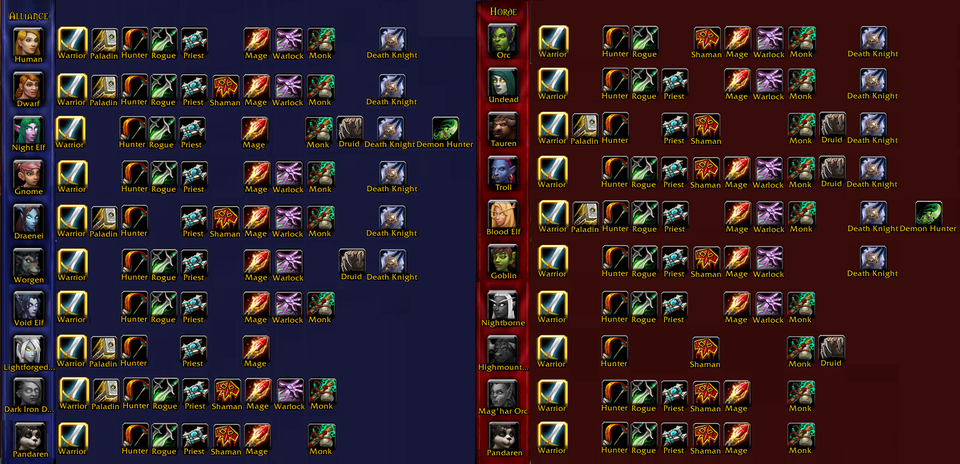 ALLIANCE
Human Warrior Paladin Hunter Rogue Priest Mage Warlock Monk Death Knight
Dwarf Warrior Paladin Hunter Rogue Priest Shaman Mage Warlock Monk Death Knight
Night Elf Warrior Hunter Rogue Priest Mage Monk Druid Death Knight Demon Hunter
Gnome Warrior Hunter Rogue Priest Mage Warlock Monk Death Knight
Draenei Warrior Paladin Hunter Priest Shaman Mage Warlock Monk Death Knight
Worgen Warrior Hunter Rogue Priest Mage Warlock Druid Death Knight
Void Elf Warrior Hunter Rogue Priest Mage Warlock Monk
Lightforged... Warrior Paladin Hunter Priest Mage
Dark Iron D... Warrior Paladin Hunter Rogue Priest Shaman Mage Warlock Monk
Pandaren Warrior Hunter Rogue Priest Shaman Mage Monk
HORDE
Orc Warrior Hunter Rogue Shaman Mage Warlock Monk Death Knight
Undead Warrior Hunter Rogue Priest Mage Warlock Monk Death Knight
Tauren Warrior Paladin Hunter Priest Shaman Monk Druid Death Knight
Troll Warrior Hunter Rogue Priest Shaman Mage Warlock Monk Druid Death Knight
Blood Elf Warrior Paladin Hunter Rogue Priest Mage Warlock Monk Death Knight Demon Hunter
Goblin Warrior Hunter Rogue Priest Shaman Mage Warlock Death Knight
Nightborne Warrior Hunter Rogue Priest Mage Warlock Monk
Highmount... Warrior Hunter Shaman Monk Druid
Mag'har Orc Warrior Hunter Rogue Priest Shaman Mage Monk
Pandaren Warrior Hunter Rogue Priest Shaman Mage Monk